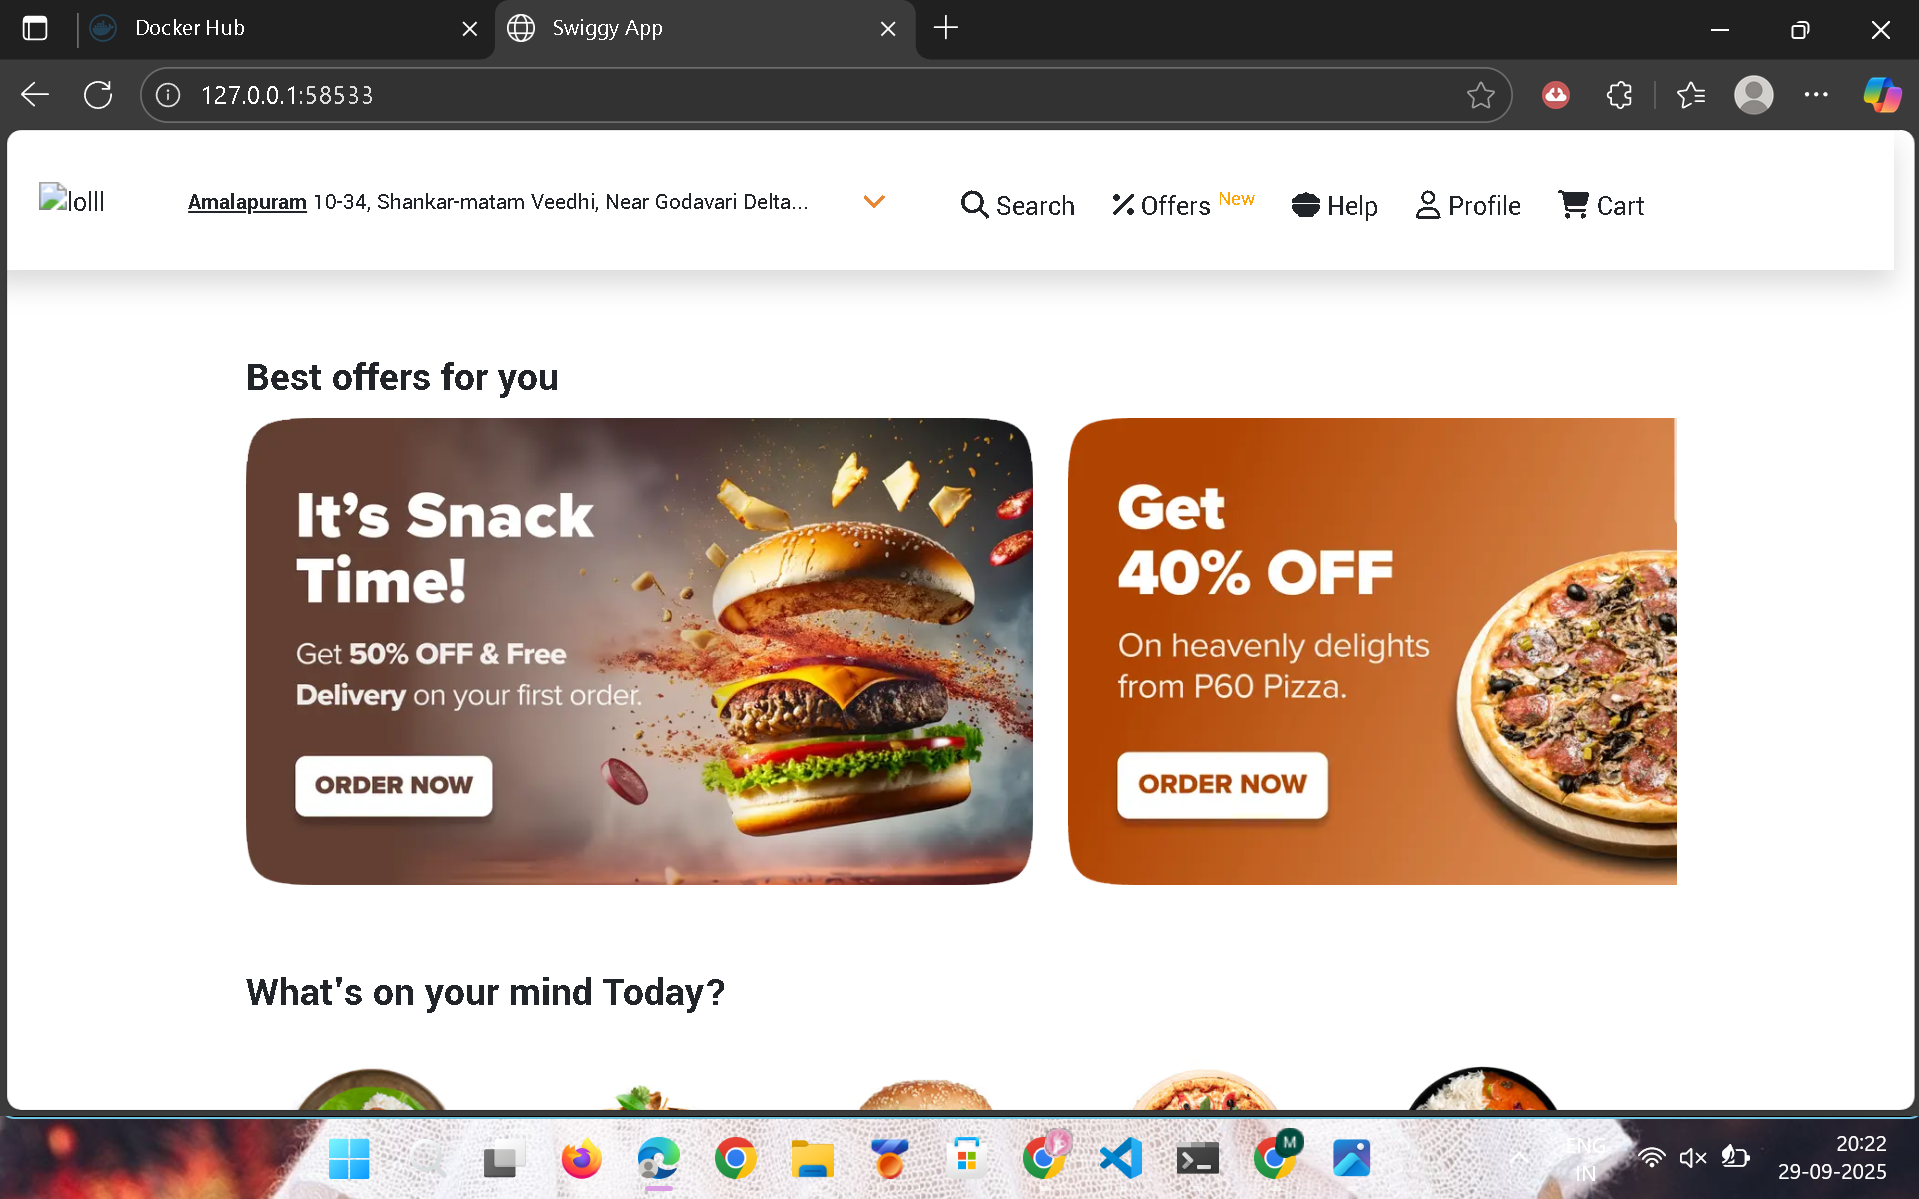 Docker Hub
Swiggy App
127.0.0.1:58533
lolll
Amalapuram 10-34, Shankar-matam Veedhi, Near Godavari Delta...
Search
Offers New
Help
Profile
Cart
Best offers for you
It's Snack
Time!
Get 50% OFF & Free
Delivery on your first order.
ORDER NOW
Get
40% OFF
On heavenly delights
from P60 Pizza.
ORDER NOW
What's on your mind Today?
M
ENG
IN
20:22
29-09-2025